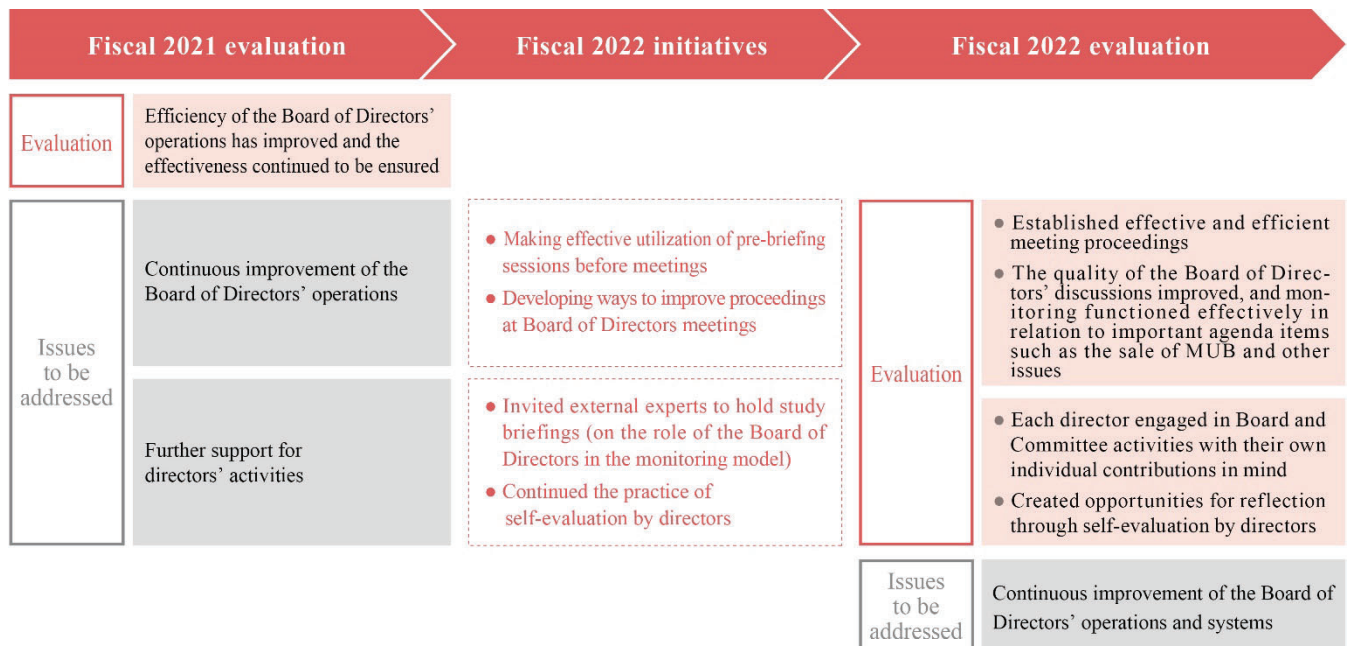 Fiscal 2021 evaluation
Fiscal 2022 initiatives
Fiscal 2022 evaluation
Evaluation
Efficiency of the Board of Directors’
operations has improved and the
effectiveness continued to be ensured
Issues
to be
addressed
Continuous improvement of the
Board of Directors’ operations
● Making effective utilization of pre-briefing
sessions before meetings
● Developing ways to improve proceedings
at Board of Directors meetings
Further support for
directors’ activities
● Invited external experts to hold study
briefings (on the role of the Board of
Directors in the monitoring model)
● Continued the practice of
self-evaluation by directors
Evaluation
● Established effective and efficient
meeting proceedings
● The quality of the Board of Direc-
tors’ discussions improved, and mon-
itoring functioned effectively in
relation to important agenda items
such as the sale of MUB and other
issues
● Each director engaged in Board and
Committee activities with their own
individual contributions in mind
● Created opportunities for reflection
through self-evaluation by directors
Issues
to be
addressed
Continuous improvement of the Board of
Directors’ operations and systems